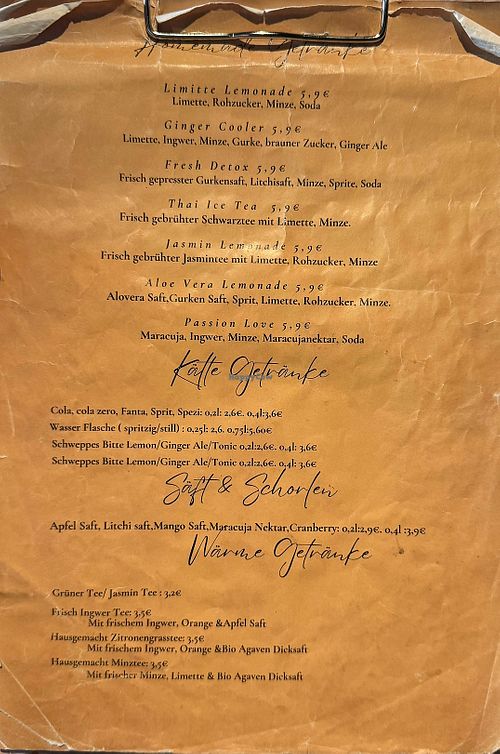 Homemade Getränke
Limitte Lemonade 5,9€
Limette, Rohzucker, Minze, Soda
Ginger Cooler 5,9€
Limette, Ingwer, Minze, Gurke, brauner Zucker, Ginger Ale
Fresh Detox 5,9€
Frisch gepresster Gurkensaft, Litchisaft, Minze, Sprite, Soda
Thai Ice Tea 5,9€
Frisch gebrühter Schwarztee mit Limette, Minze.
Jasmin Lemonade 5,9€
Frisch gebrühter Jasmintee mit Limette, Rohzucker, Minze
Aloe Vera Lemonade 5,9€
Alovera Saft,Gurken Saft, Sprit, Limette, Rohzucker, Minze.
Passion Love 5,9€
Maracuja, Ingwer, Minze, Maracujanektar, Soda
Kälte Getränke
Cola, cola zero, Fanta, Sprit, Spezi: 0,2l: 2,6€. 0,4l:3,6€
Wasser Flasche ( spritzig/still) : 0,25l: 2,6. 0,75l:5,60€
Schweppes Bitte Lemon/Ginger Ale/Tonic 0,2l:2,6€. 0,4l: 3,6€
Schweppes Bitte Lemon/Ginger Ale/Tonic 0,2l:2,6€. 0,4l: 3,6€
Säft & Schorlen
Apfel Saft, Litchi saft,Mango Saft,Maracuja Nektar,Cranberry: 0,2l:2,9€. 0,4l :3,9€
Wärme Getränke
Grüner Tee/ Jasmin Tee : 3,2€
Frisch Ingwer Tee: 3,5€
Mit frischem Ingwer, Orange &Apfel Saft
Hausgemacht Zitronengrasstee: 3,5€
Mit frischem Ingwer, Orange &Bio Agaven Dicksaft
Hausgemacht Minztee: 3,5€
Mit frischer Minze, Limette & Bio Agaven Dicksaft